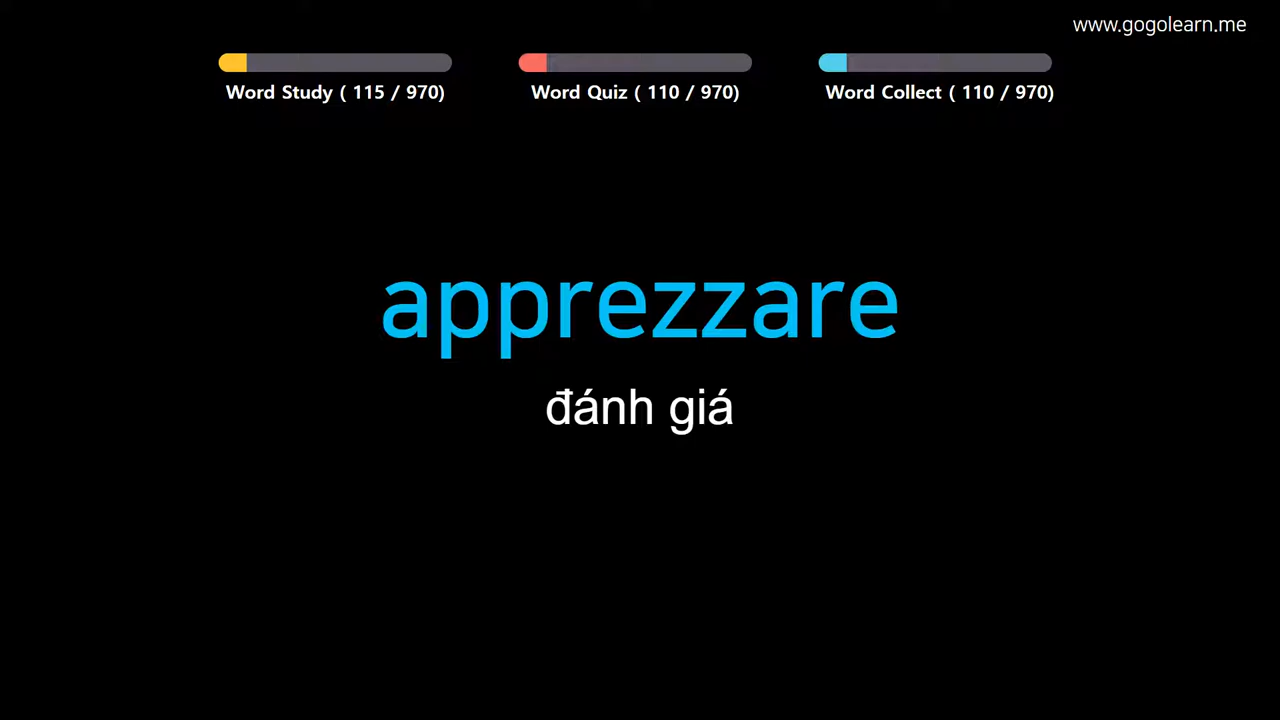 www.gogolearn.me
Word Study ( 115 / 970)
Word Quiz ( 110 / 970)
Word Collect ( 110 / 970)
apprezzare
đánh giá